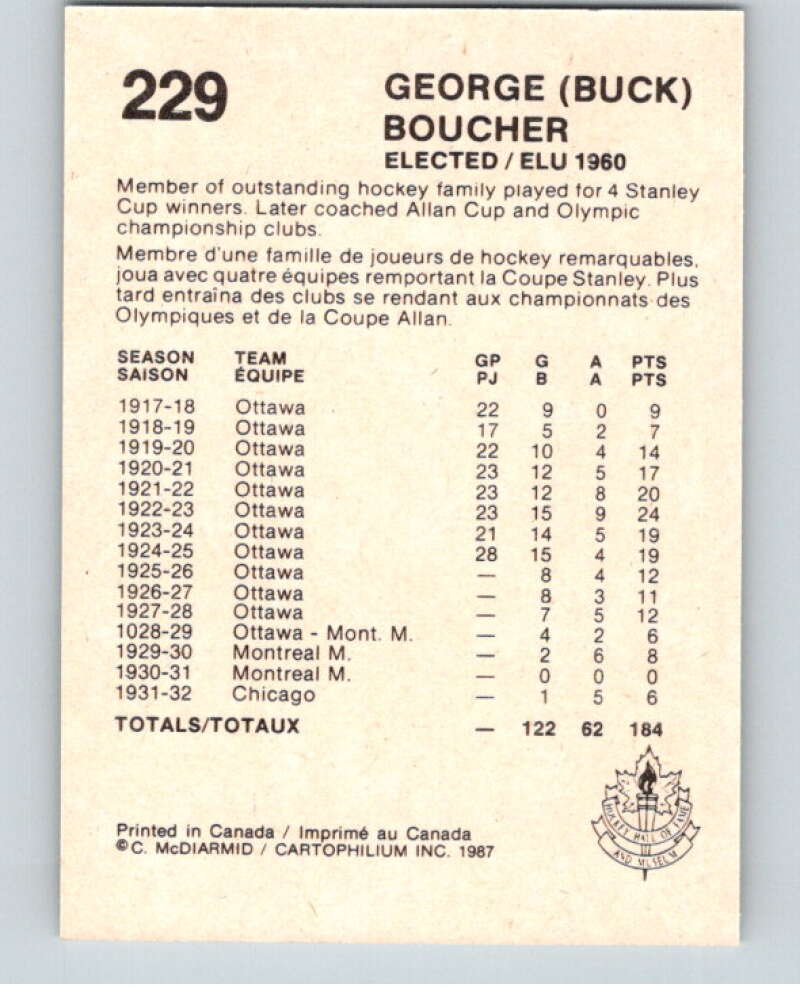 229
GEORGE (BUCK)
BOUCHER
ELECTED / ELU 1960
Member of outstanding hockey family played for 4 Stanley
Cup winners. Later coached Allan Cup and Olympic
championship clubs.
Membre d'une famille de joueurs de hockey remarquables,
joua avec quatre équipes remportant la Coupe Stanley. Plus
tard entraîna des clubs se rendant aux championnats des
Olympiques et de la Coupe Allan.
SEASON TEAM GP G A PTS
SAISON ÉQUIPE PJ B A PTS
1917-18 Ottawa 22 9 0 9
1918-19 Ottawa 17 5 2 7
1919-20 Ottawa 22 10 4 14
1920-21 Ottawa 23 12 5 17
1921-22 Ottawa 23 12 8 20
1922-23 Ottawa 23 15 9 24
1923-24 Ottawa 21 14 5 19
1924-25 Ottawa 28 15 4 19
1925-26 Ottawa — 8 4 12
1926-27 Ottawa — 8 3 11
1927-28 Ottawa — 7 5 12
1028-29 Ottawa - Mont. M. — 4 2 6
1929-30 Montreal M. — 2 6 8
1930-31 Montreal M. — 0 0 0
1931-32 Chicago — 1 5 6
TOTALS/TOTAUX — 122 62 184
HOCKEY HALL OF FAME
AND MUSEUM
Printed in Canada / Imprimé au Canada
©C. McDIARMID / CARTOPHILIUM INC. 1987